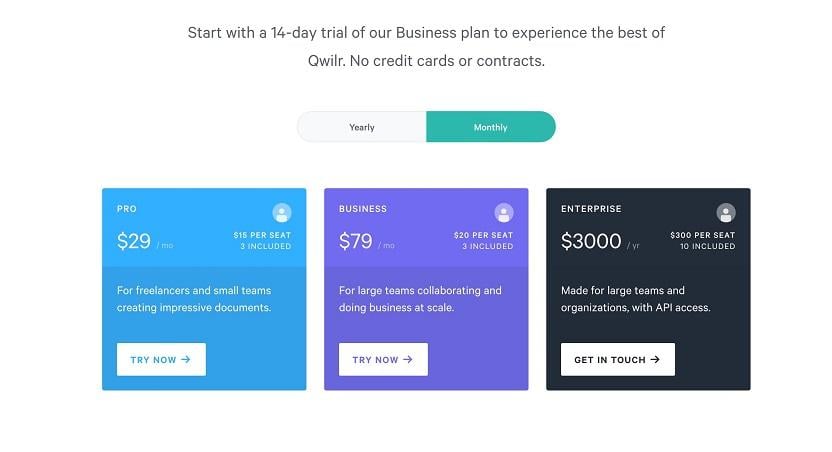 Start with a 14-day trial of our Business plan to experience the best of
Qwilr. No credit cards or contracts.
Yearly
Monthly
PRO
$29 / mo
$15 PER SEAT
3 INCLUDED
For freelancers and small teams
creating impressive documents.
TRY NOW →
BUSINESS
$79 / mo
$20 PER SEAT
3 INCLUDED
For large teams collaborating and
doing business at scale.
TRY NOW →
ENTERPRISE
$3000 / yr
$300 PER SEAT
10 INCLUDED
Made for large teams and
organizations, with API access.
GET IN TOUCH →